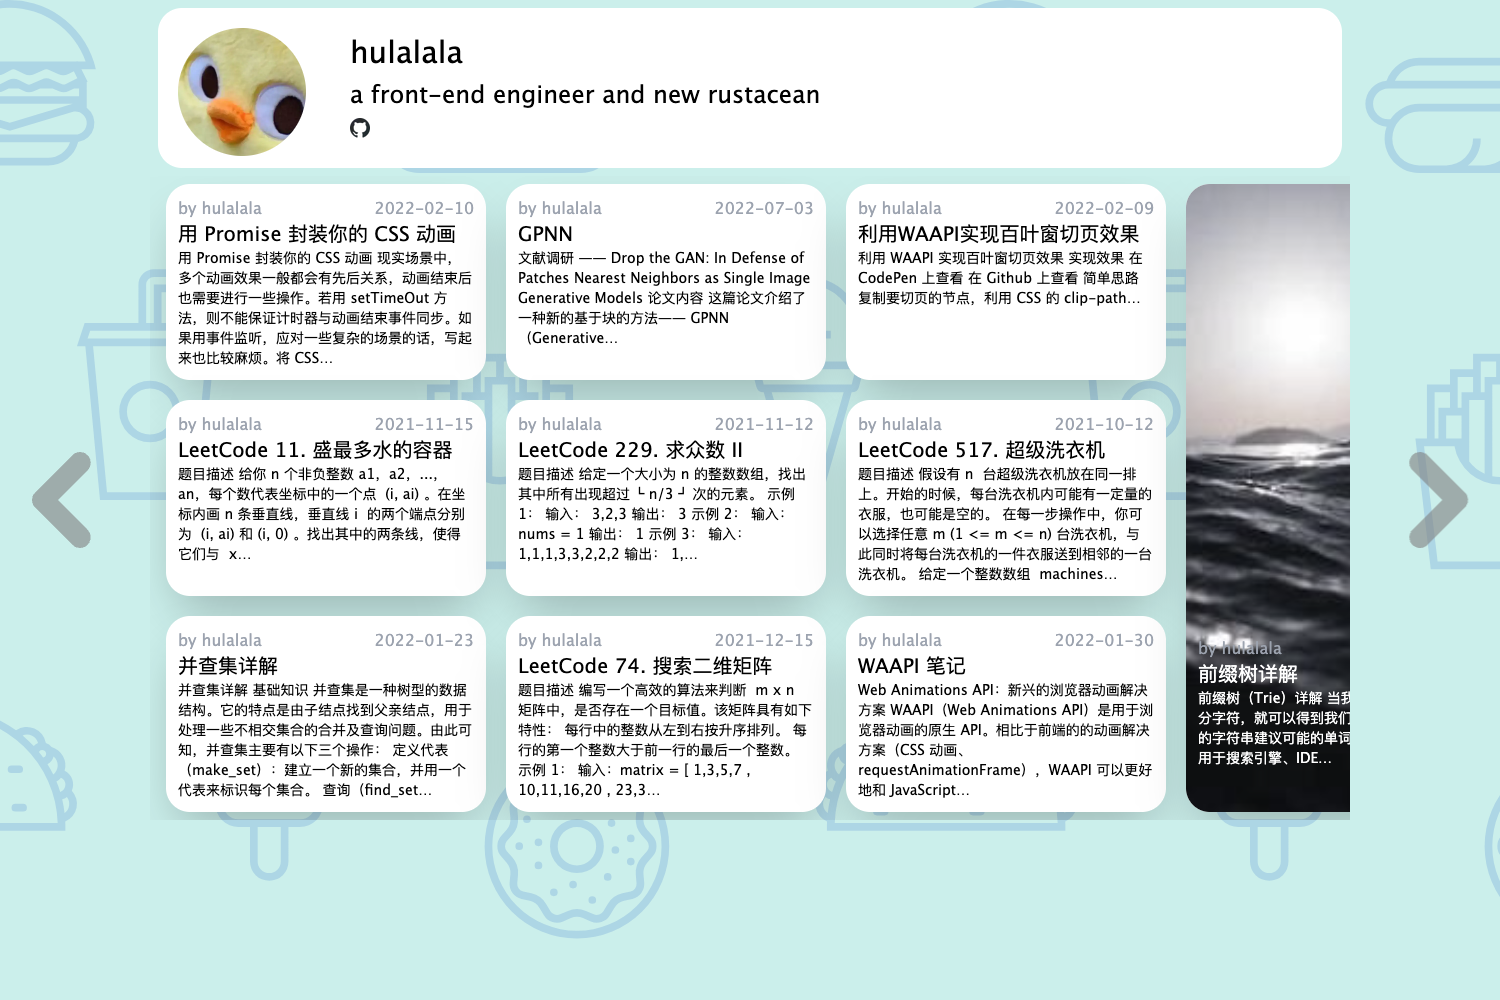 hulalala
a front-end engineer and new rustacean
by hulalala 2022-02-10
用 Promise 封装你的 CSS 动画
用 Promise 封装你的 CSS 动画 现实场景中，
多个动画效果一般都会有先后关系，动画结束后
也需要进行一些操作。若用 setTimeOut 方
法，则不能保证计时器与动画结束事件同步。如
果用事件监听，应对一些复杂的场景的话，写起
来也比较麻烦。将 CSS...
by hulalala 2022-07-03
GPNN
文献调研 —— Drop the GAN: In Defense of
Patches Nearest Neighbors as Single Image
Generative Models 论文内容 这篇论文介绍了
一种新的基于块的方法—— GPNN
（Generative...
by hulalala 2022-02-09
利用WAAPI实现百叶窗切页效果
利用 WAAPI 实现百叶窗切页效果 实现效果 在
CodePen 上查看 在 Github 上查看 简单思路
复制要切页的节点，利用 CSS 的 clip-path...
by hulalala 2021-11-15
LeetCode 11. 盛最多水的容器
题目描述 给你 n 个非负整数 a1，a2，...,
an，每个数代表坐标中的一个点（i, ai) 。在坐
标内画 n 条垂直线，垂直线 i 的两个端点分别
为 (i, ai) 和 (i, 0) 。找出其中的两条线，使得
它们与 x...
by hulalala 2021-11-12
LeetCode 229. 求众数 II
题目描述 给定一个大小为 n 的整数数组，找出
其中所有出现超过 ⌊ n/3 ⌋ 次的元素。 示例
1： 输入： 3,2,3 输出： 3 示例 2： 输入：
nums = 1 输出： 1 示例 3： 输入：
1,1,1,3,3,2,2,2 输出： 1,...
by hulalala 2021-10-12
LeetCode 517. 超级洗衣机
题目描述 假设有 n 台超级洗衣机放在同一排
上。开始的时候，每台洗衣机内可能有一定量的
衣服，也可能是空的。 在每一步操作中，你可
以选择任意 m (1 <= m <= n) 台洗衣机，与
此同时将每台洗衣机的一件衣服送到相邻的一台
洗衣机。 给定一个整数数组 machines...
by hulalala 2022-01-23
并查集详解
并查集详解 基础知识 并查集是一种树型的数据
结构。它的特点是由子结点找到父亲结点，用于
处理一些不相交集合的合并及查询问题。由此可
知，并查集主要有以下三个操作： 定义代表
（make_set）：建立一个新的集合，并用一个
代表来标识每个集合。 查询（find_set...
by hulalala 2021-12-15
LeetCode 74. 搜索二维矩阵
题目描述 编写一个高效的算法来判断 m x n
矩阵中，是否存在一个目标值。该矩阵具有如下
特性： 每行中的整数从左到右按升序排列。 每
行的第一个整数大于前一行的最后一个整数。
示例 1： 输入：matrix = [ 1,3,5,7 ,
10,11,16,20 , 23,3...
by hulalala 2022-01-30
WAAPI 笔记
Web Animations API：新兴的浏览器动画解决
方案 WAAPI（Web Animations API）是用于浏
览器动画的原生 API。相比于前端的的动画解决
方案（CSS 动画、
requestAnimationFrame），WAAPI 可以更好
地和 JavaScript...
by hulalala
前缀树详解
前缀树（Trie）详解 当我
分字符，就可以得到我们
的字符串建议可能的单词
用于搜索引擎、IDE...